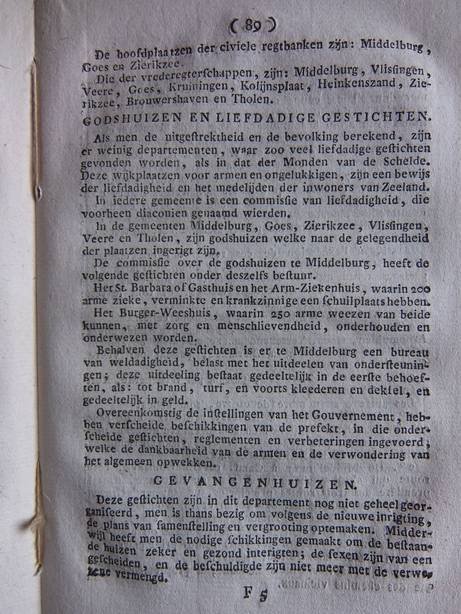 ( 89 )
De hoofdplaatzen der civiele regtbanken zijn: Middelburg,
Goes en Zierikzee.
Die der vrederegterſchappen, zijn: Middelburg, Vlisſingen,
Veere, Goes, Kruiningen, Kolijnsplaat, Heinkenszand, Zie-
rikzee, Brouwershaven en Tholen.
GODSHUIZEN EN LIEFDADIGE GESTICHTEN.
Als men de uitgeſtrektheid en de bevolking berekend, zijn
er weinig departementen, waar zoo veel liefdadige geſtichten
gevonden worden, als in dat der Monden van de Schelde.
Deze wijkplaatzen voor armen en ongelukkigen, zijn een bewijs
der liefdadigheid en het medelijden der inwoners van Zeeland.
In iedere gemeente is een commisſie van liefdadigheid, die
voorheen diaconien genaamd wierden.
In de gemeenten Middelburg, Goes, Zierikzee, Vlisſingen,
Veere en Tholen, zijn godshuizen welke naar de gelegendheid
der plaatzen ingerigt zijn.
De commisſie over de godshuizen te Middelburg, heeft de
volgende geſtichten onder deszelfs beſtuur.
Het St. Barbara of Gasthuis en het Arm-Ziekenhuis, waarin 200
arme zieke, verminkte en krankzinnige een schuilplaats hebben.
Het Burger-Weeshuis, waarin 250 arme weezen van beide
kunnen, met zorg en menschlievendheid, onderhouden en
onderwezen worden.
Behalven deze geſtichten is er te Middelburg een bureau
van weldadigheid, belast met het uitdeelen van onderſteunin-
gen; deze uitdeeling beſtaat gedeeltelijk in de eerſte behoef-
ten, als: tot brand, turf, en voorts kleederen en dekſel, en
gedeeltelijk in geld.
Overeenkomstig de inſtellingen van het Gouvernement, heb-
ben verſcheide beſchikkingen van de prefekt, in die onder-
ſcheide geſtichten, reglementen en verbeteringen ingevoerd,
welke de dankbaarheid van de armen en de verwondering van
het algemeen opwekken.
GEVANGENHUIZEN.
Deze geſtichten zijn in dit departement nog niet geheel geor-
ganiſeerd, men is thans bezig om volgens de nieuwe inrigting,
de plans van ſamenſtelling en vergrooting optemaken. Midder-
wijl heeft men de nodige ſchikkingen gemaakt om de beſtaan-
de huizen zeker en gezond interigten; de ſexen zijn van een
geſcheiden, en de beſchuldigde zijn niet meer met de verwe-
zene vermengd.
F 5